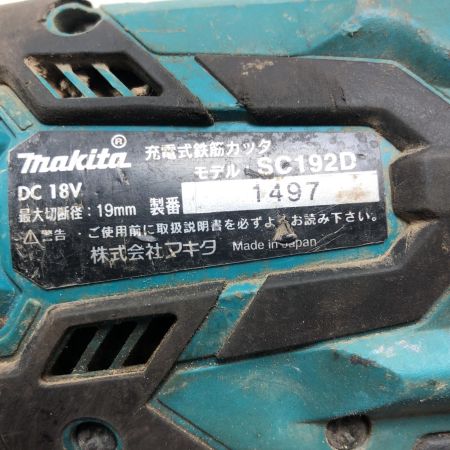 makita® 充電式鉄筋カッタ
モデル SC192D
DC 18V
最大切断径：19mm 製番 1497
⚠警告 ご使用前に取扱説明書を必ずよくお読み下さい。
株式会社マキタ Made in Japan